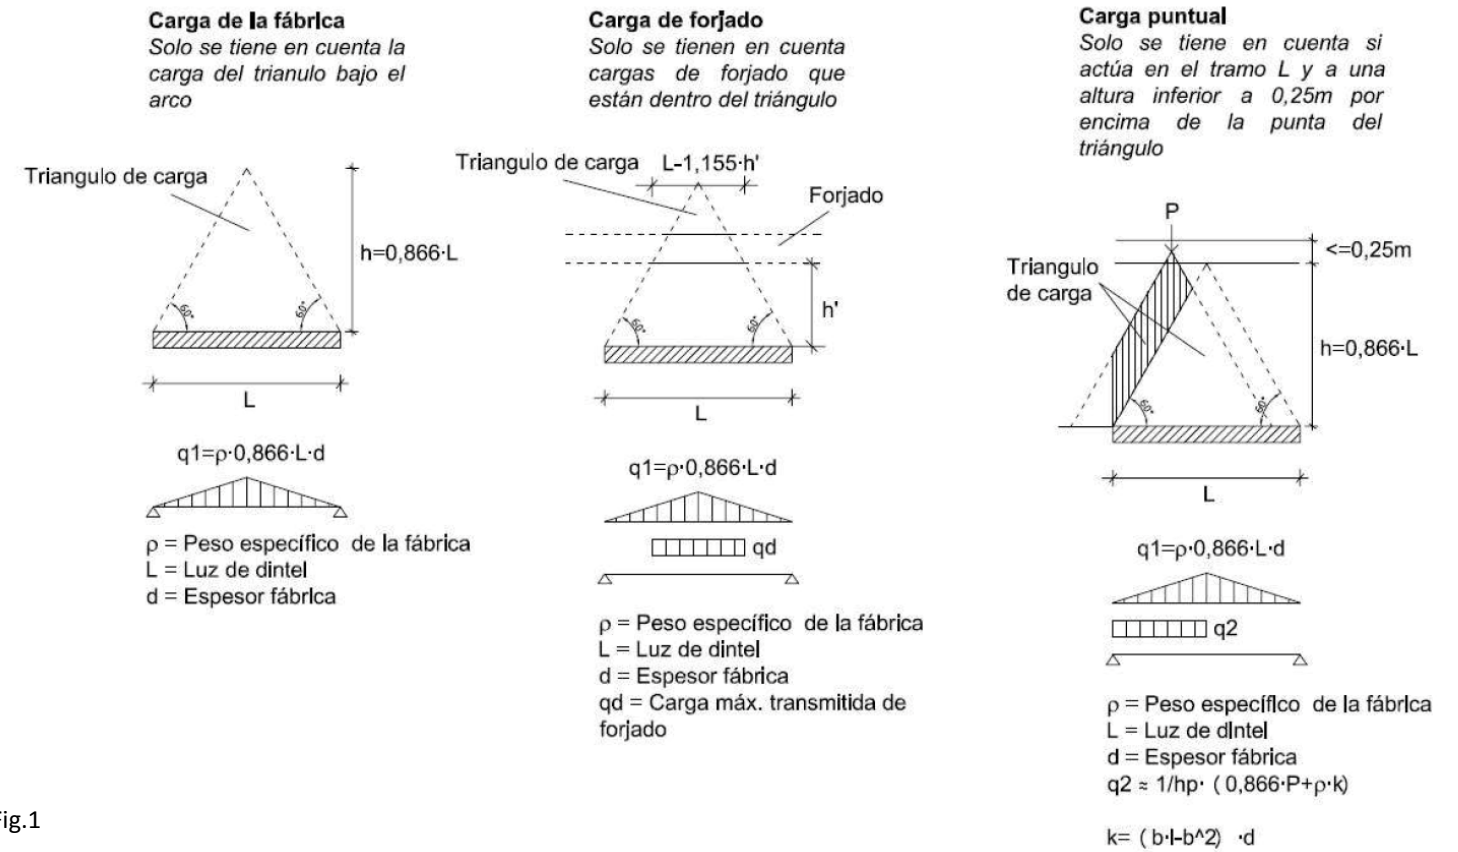 Carga de la fábrica
Solo se tiene en cuenta la
carga del trianulo bajo el
arco
Triangulo de carga
h=0,866·L
60°
60°
L
q1=ρ·0,866·L·d
ρ = Peso específico de la fábrica
L = Luz de dintel
d = Espesor fábrica
Carga de forjado
Solo se tienen en cuenta
cargas de forjado que
están dentro del triángulo
Triangulo de carga
L-1,155·h'
Forjado
h'
60°
60°
L
q1=ρ·0,866·L·d
qd
ρ = Peso específico de la fábrica
L = Luz de dintel
d = Espesor fábrica
qd = Carga máx. transmitida de
forjado
Carga puntual
Solo se tiene en cuenta si
actúa en el tramo L y a una
altura inferior a 0,25m por
encima de la punta del
triángulo
P
<=0,25m
Triangulo
de carga
h=0,866·L
60°
60°
L
q1=ρ·0,866·L·d
q2
ρ = Peso específico de la fábrica
L = Luz de dintel
d = Espesor fábrica
q2 ≈ 1/hp· ( 0,866·P+ρ·k)
k= ( b·l-b^2) ·d
Fig.1